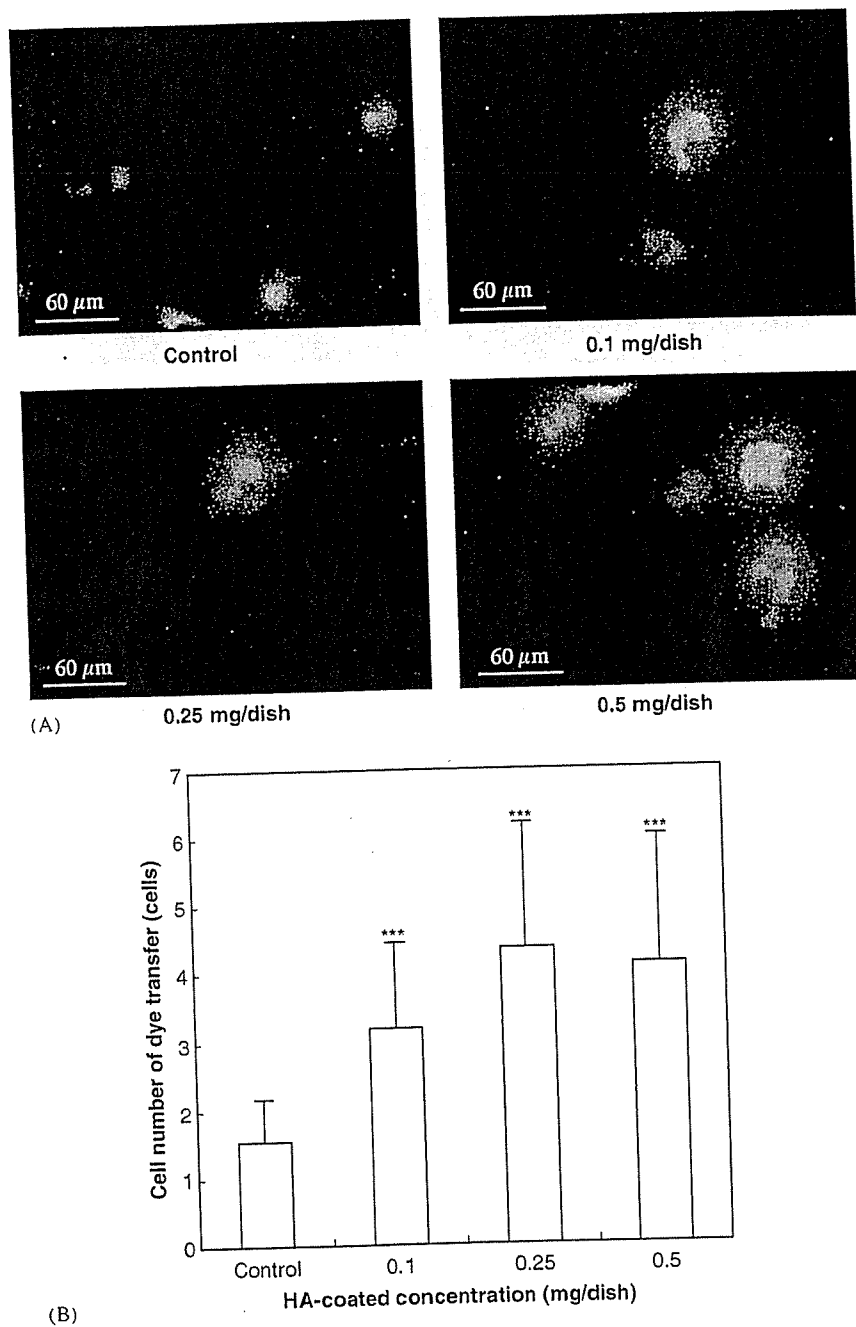 60 μm
Control
60 μm
0.1 mg/dish
60 μm
0.25 mg/dish
60 μm
0.5 mg/dish
(A)
7
6
5
4
3
2
1
0
Cell number of dye transfer (cells)
***
***
***
Control 0.1 0.25 0.5
HA-coated concentration (mg/dish)
(B)